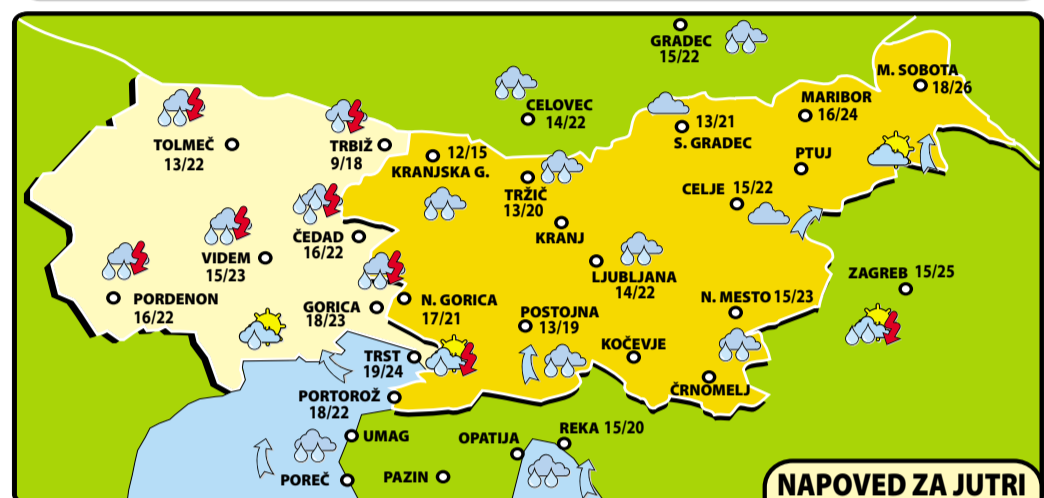 GRADEC
15/22
M. SOBOTA
18/26
CELOVEC
14/22
MARIBOR
16/24
13/21
S. GRADEC
TOLMEČ
13/22
TRBIŽ
9/18
12/15
KRANJSKA G.
PTUJ
TRŽIČ
13/20
CELJE 15/22
ČEDAD
16/22
KRANJ
VIDEM
15/23
LJUBLJANA
14/22
ZAGREB 15/25
PORDENON
16/22
GORICA
18/23
N. GORICA
17/21
N. MESTO 15/23
POSTOJNA
13/19
KOČEVJE
TRST
19/24
ČRNOMELJ
PORTOROŽ
18/22
UMAG
OPATIJA
REKA 15/20
POREČ
PAZIN
NAPOVED ZA JUTRI